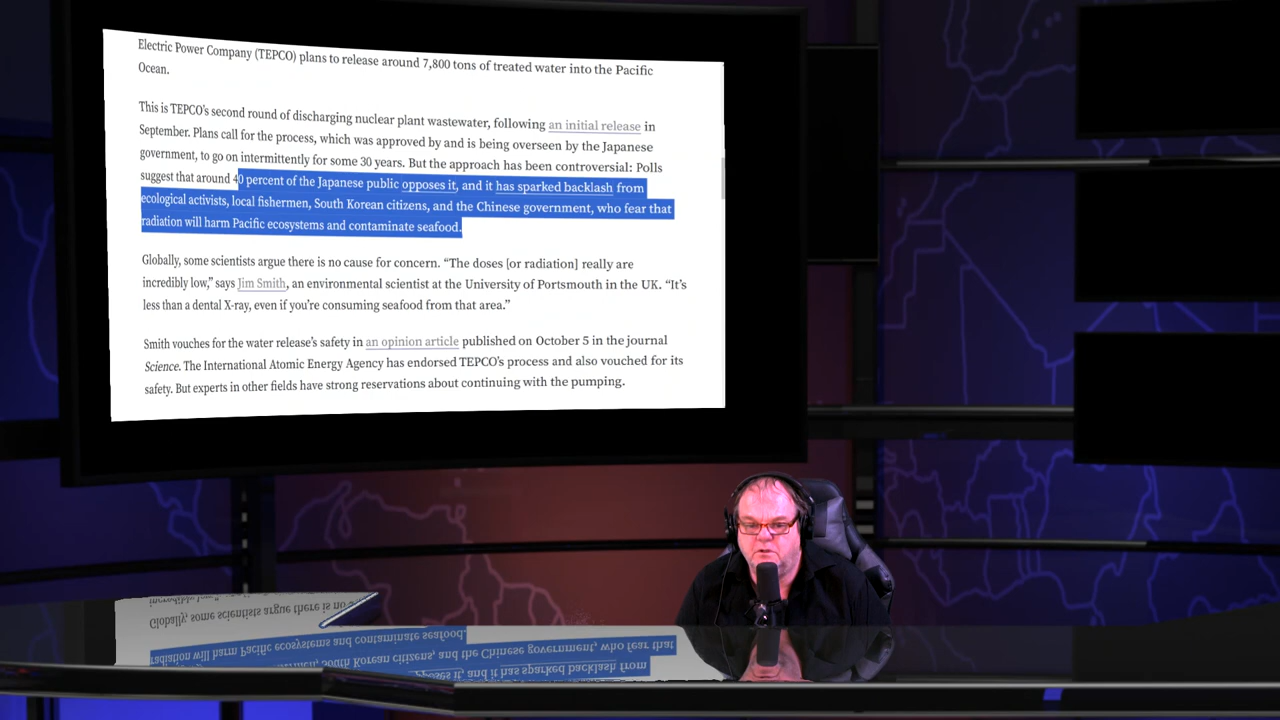 Electric Power Company (TEPCO) plans to release around 7,800 tons of treated water into the Pacific
Ocean.
This is TEPCO's second round of discharging nuclear plant wastewater, following an initial release in
September. Plans call for the process, which was approved by and is being overseen by the Japanese
government, to go on intermittently for some 30 years. But the approach has been controversial: Polls
suggest that around 40 percent of the Japanese public opposes it, and it has sparked backlash from
ecological activists, local fishermen, South Korean citizens, and the Chinese government, who fear that
radiation will harm Pacific ecosystems and contaminate seafood.
Globally, some scientists argue there is no cause for concern. “The doses [or radiation] really are
incredibly low,” says Jim Smith, an environmental scientist at the University of Portsmouth in the UK. “It's
less than a dental X-ray, even if you're consuming seafood from that area.”
Smith vouches for the water release's safety in an opinion article published on October 5 in the journal
Science. The International Atomic Energy Agency has endorsed TEPCO's process and also vouched for its
safety. But experts in other fields have strong reservations about continuing with the pumping.